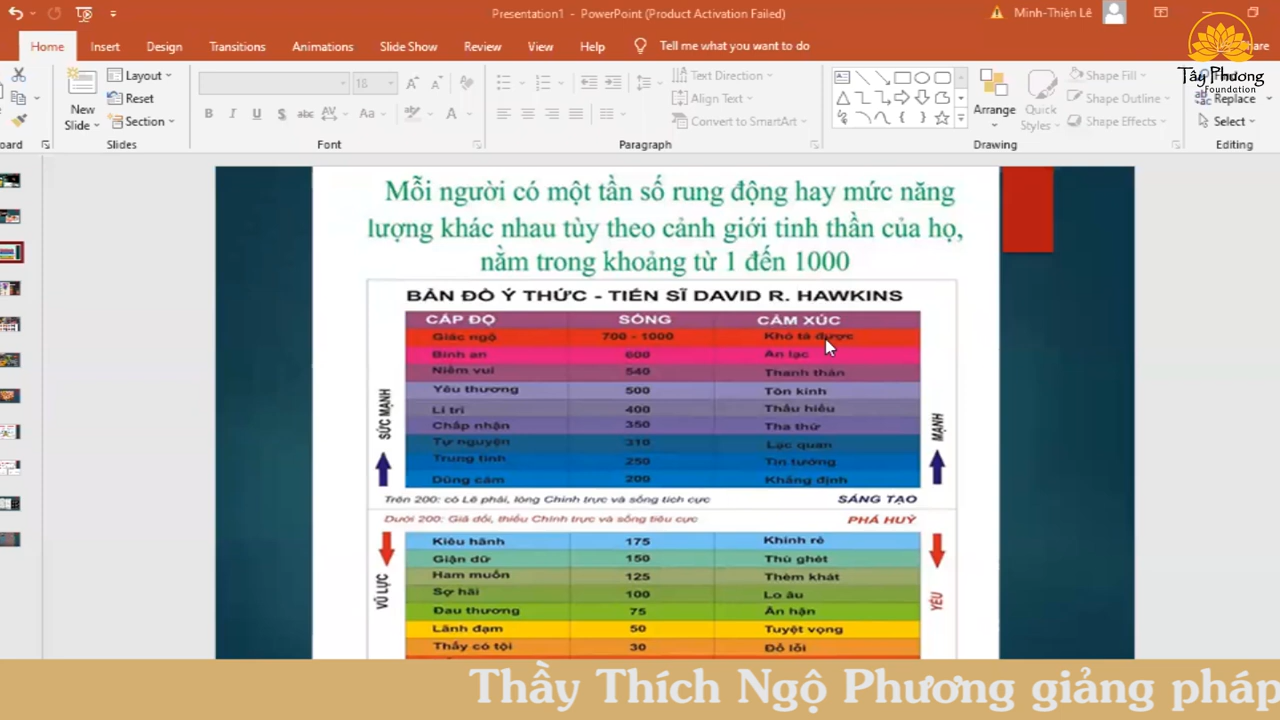 Presentation1 - PowerPoint (Product Activation Failed)
Minh-Thiện Lê
Home Insert Design Transitions Animations Slide Show Review View Help Tell me what you want to do
Tây Phương
Foundation
New
Slide
Layout
Reset
Section
18
Text Direction
Align Text
Convert to SmartArt
Arrange
Quick
Styles
Shape Fill
Shape Outline
Shape Effects
Replace
Select
Slides Font Paragraph Drawing Editing
Mỗi người có một tần số rung động hay mức năng
lượng khác nhau tùy theo cảnh giới tinh thần của họ,
nằm trong khoảng từ 1 đến 1000
BẢN ĐỒ Ý THỨC - TIẾN SĨ DAVID R. HAWKINS
CẤP ĐỘ SÓNG CẢM XÚC
Giác ngộ 700 - 1000 Khó tả được
Bình an 600 An lạc
Niềm vui 540 Thanh thản
Yêu thương 500 Tôn kính
Lí trí 400 Thấu hiểu
Chấp nhận 350 Tha thứ
Tự nguyện 310 Lạc quan
Trung tính 250 Tin tưởng
Dũng cảm 200 Khẳng định
SỨC MẠNH
MẠNH
Trên 200: có Lẽ phải, lòng Chính trực và sống tích cực SÁNG TẠO
Dưới 200: Giả dối, thiếu Chính trực và sống tiêu cực PHÁ HUỶ
Kiêu hãnh 175 Khinh rẻ
Giận dữ 150 Thù ghét
Ham muốn 125 Thèm khát
Sợ hãi 100 Lo âu
Đau thương 75 Ân hận
Lãnh đạm 50 Tuyệt vọng
Thấy có tội 30 Đổ lỗi
VŨ LỰC
YẾU
Thầy Thích Ngộ Phương giảng pháp